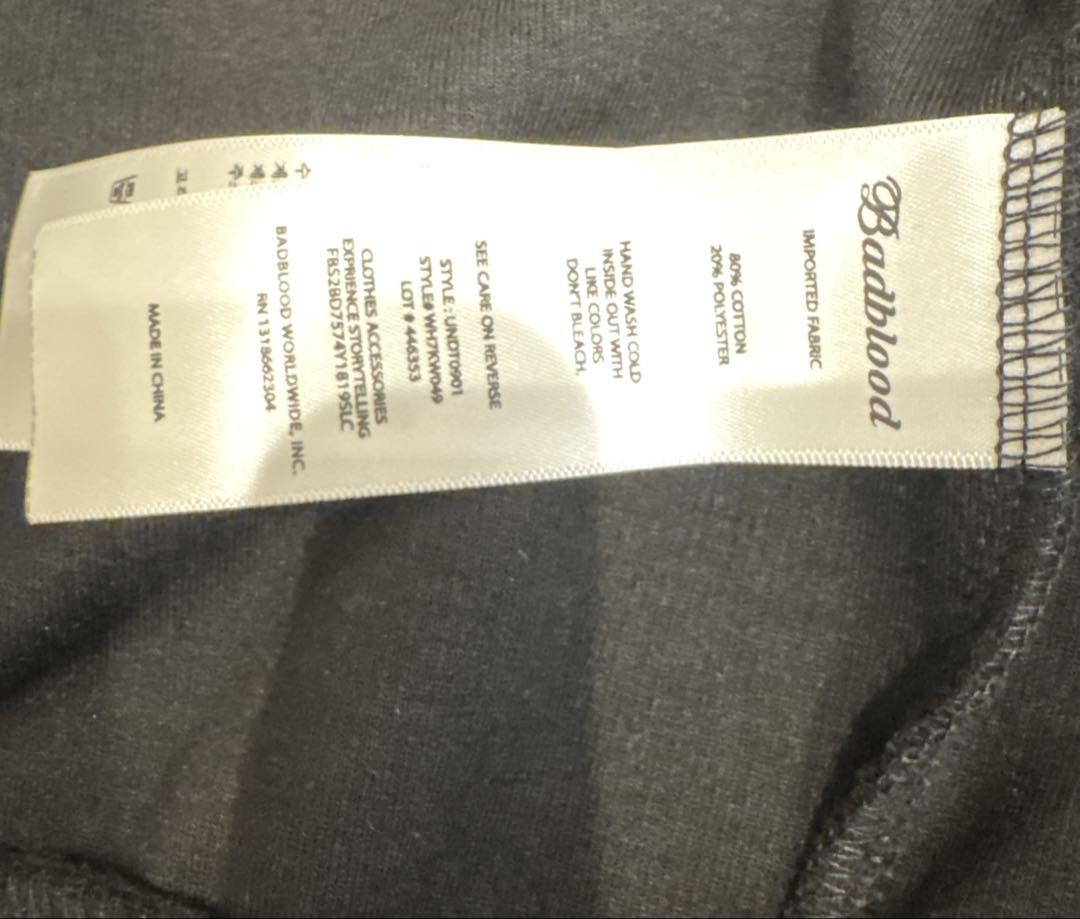 Badblood
IMPORTED FABRIC
80% COTTON
20% POLYESTER
HAND WASH COLD
INSIDE OUT WITH
LIKE COLORS
DON'T BLEACH.
SEE CARE ON REVERSE
STYLE : UNDT0901
STYLE# WH7KW049
LOT # 446353
CLOTHES ACCESSORIES
EXPRIENCE STORYTELLING
FBS2BD7574Y1819SLC
BADBLOOD WORLDWIDE, INC.
RN 1318662304
MADE IN CHINA